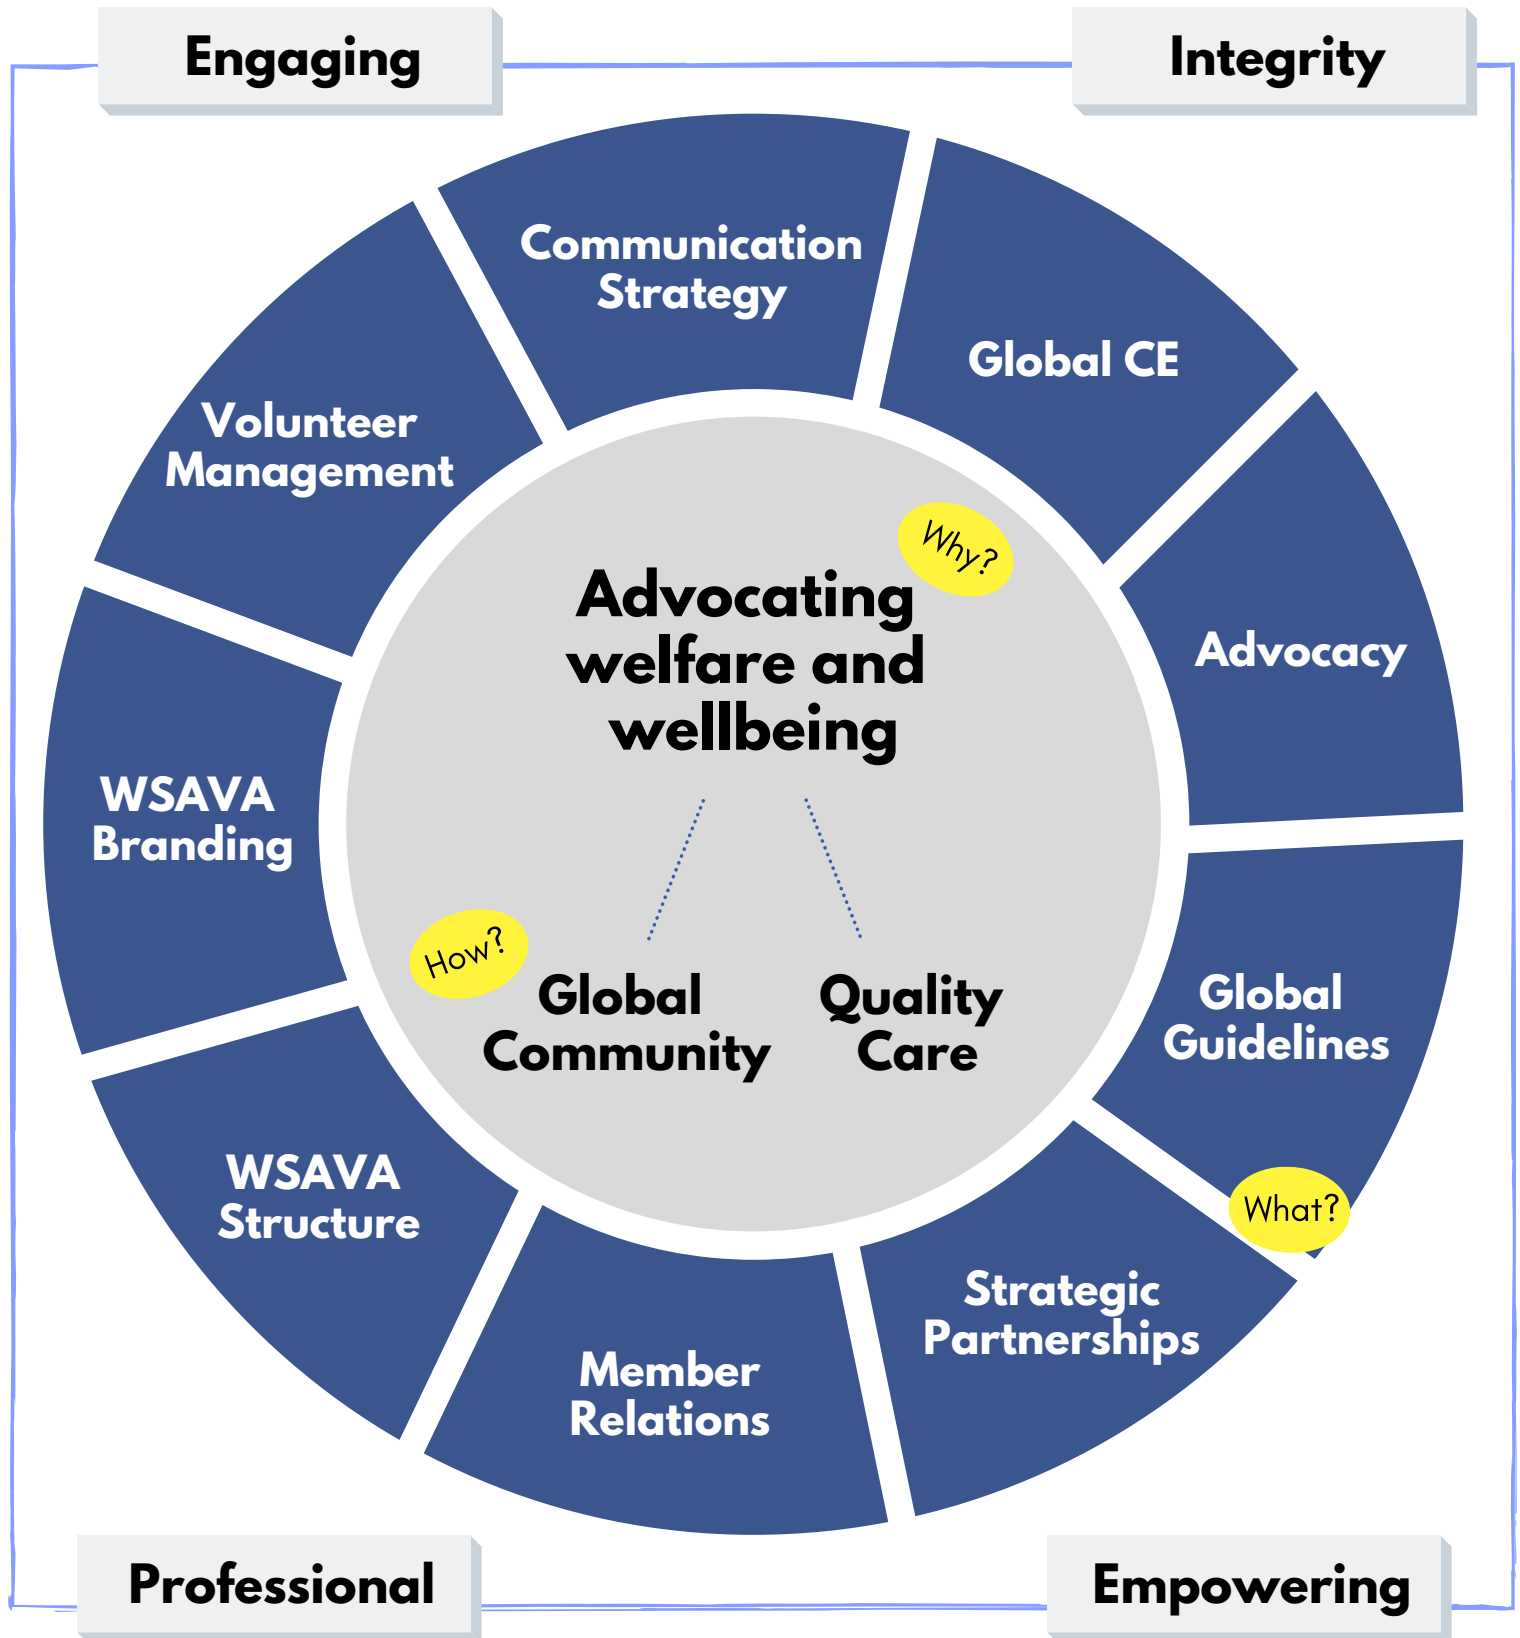 Engaging
Integrity
Communication
Strategy
Global CE
Volunteer
Management
Why?
Advocating
welfare and
wellbeing
Advocacy
WSAVA
Branding
How?
Global
Community
Quality
Care
Global
Guidelines
WSAVA
Structure
What?
Strategic
Partnerships
Member
Relations
Professional
Empowering